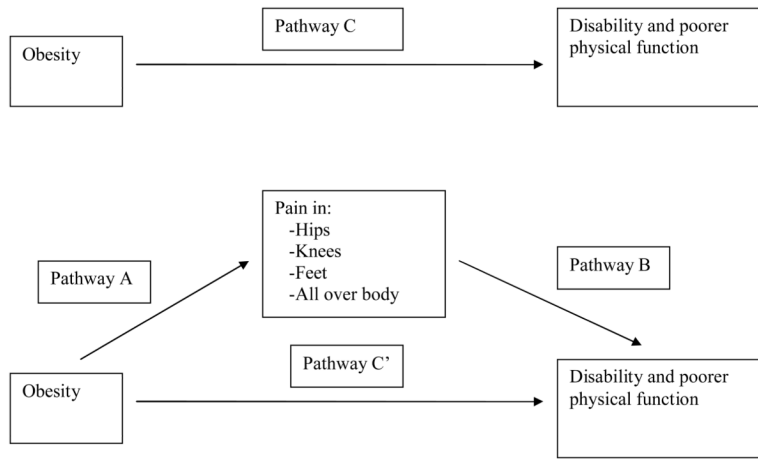 Pathway C
Obesity
Disability and poorer
physical function
Pain in:
-Hips
-Knees
-Feet
-All over body
Pathway A
Pathway B
Pathway C’
Obesity
Disability and poorer
physical function